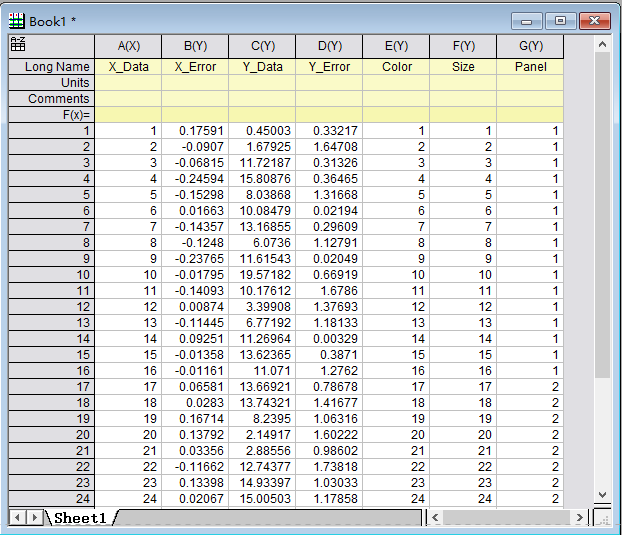 Book1 *
A(X) B(Y) C(Y) D(Y) E(Y) F(Y) G(Y)
Long Name X_Data X_Error Y_Data Y_Error Color Size Panel
Units
Comments
F(x)=
1 1 0.17591 0.45003 0.33217 1 1 1
2 2 -0.0907 1.67925 1.64708 2 2 1
3 3 -0.06815 11.72187 0.31326 3 3 1
4 4 -0.24594 15.80876 0.36465 4 4 1
5 5 -0.15298 8.03868 1.31668 5 5 1
6 6 0.01663 10.08479 0.02194 6 6 1
7 7 -0.14357 13.16855 0.29609 7 7 1
8 8 -0.1248 6.0736 1.12791 8 8 1
9 9 -0.23765 11.61543 0.02049 9 9 1
10 10 -0.01795 19.57182 0.66919 10 10 1
11 11 -0.14093 10.17612 1.6786 11 11 1
12 12 0.00874 3.39908 1.37693 12 12 1
13 13 -0.11445 6.77192 1.18133 13 13 1
14 14 0.09251 11.26964 0.00329 14 14 1
15 15 -0.01358 13.62365 0.3871 15 15 1
16 16 -0.01161 11.071 1.2762 16 16 1
17 17 0.06581 13.66921 0.78678 17 17 2
18 18 0.0283 13.74321 1.41677 18 18 2
19 19 0.16714 8.2395 1.06316 19 19 2
20 20 0.13792 2.14917 1.60222 20 20 2
21 21 0.03356 2.88556 0.98602 21 21 2
22 22 -0.11662 12.74377 1.73818 22 22 2
23 23 0.13398 14.93397 1.03033 23 23 2
24 24 0.02067 15.00503 1.17858 24 24 2
Sheet1